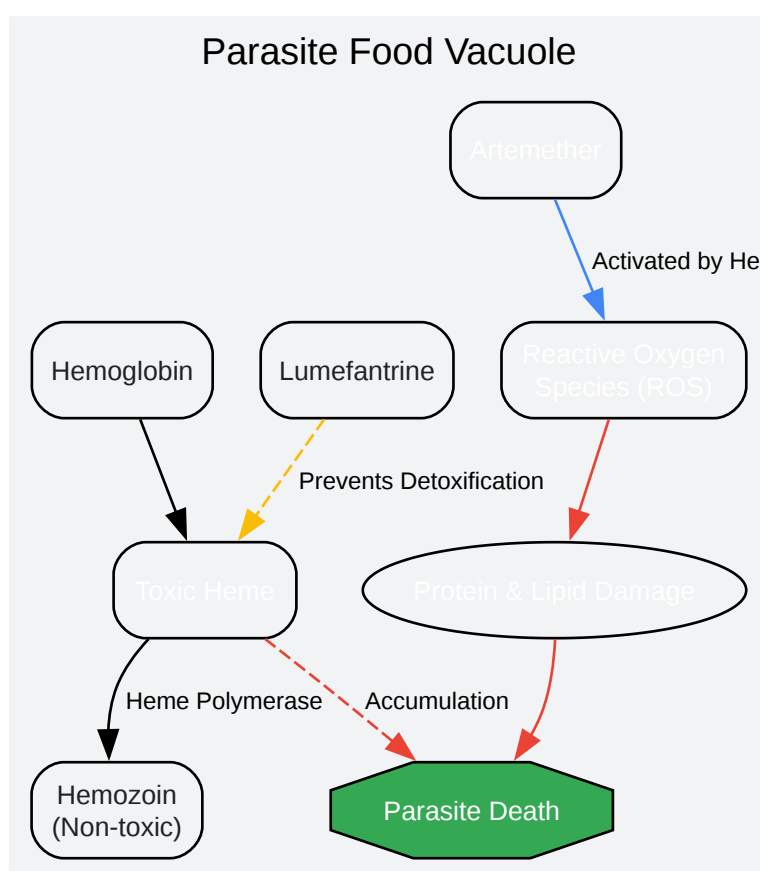 Parasite Food Vacuole
Artemether
Activated by He
Hemoglobin
Lumefantrine
Reactive Oxygen
Species (ROS)
Prevents Detoxification
Toxic Heme
Protein & Lipid Damage
Heme Polymerase
Accumulation
Hemozoin
(Non-toxic)
Parasite Death